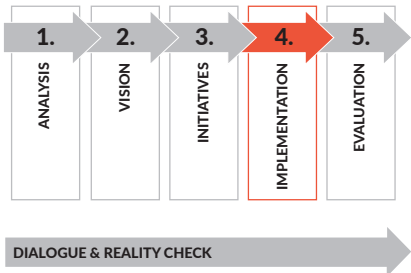 1.
2.
3.
4.
5.
ANALYSIS
VISION
INITIATIVES
IMPLEMENTATION
EVALUATION
DIALOGUE & REALITY CHECK